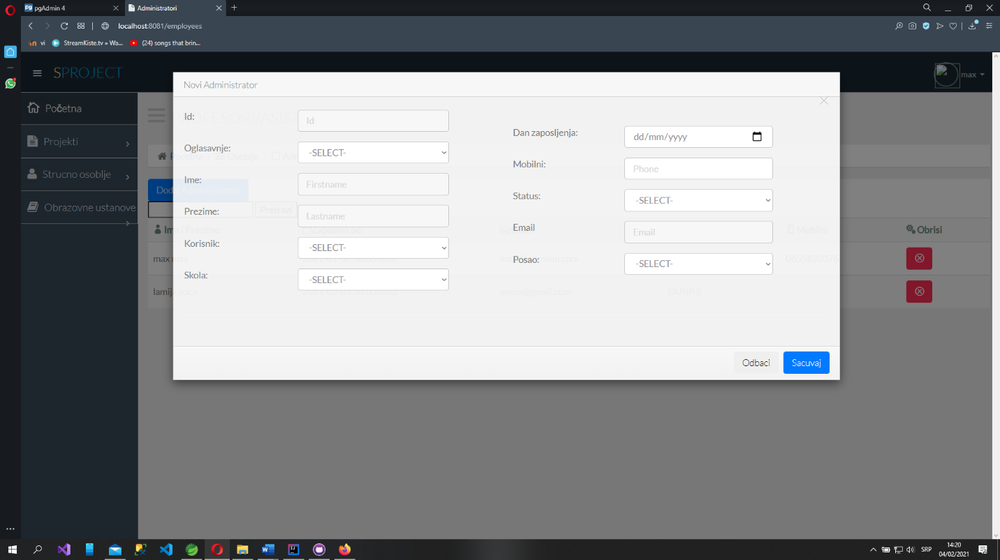 pgAdmin 4
Administratori
localhost:8081/employees
vi
StreamKiste.tv » Wa...
(24) songs that brin...
SPROJECT
max
Novi Administrator
Početna
Projekti
Strucno osoblje
Obrazovne ustanove
Id:
Id
Oglasavnje:
-SELECT-
Ime:
Firstname
Prezime:
Lastname
Korisnik:
-SELECT-
Skola:
-SELECT-
Dan zaposljenja:
dd/mm/yyyy
Mobilni:
Phone
Status:
-SELECT-
Email
Email
Posao:
-SELECT-
Pretrazi
Mobilni
Obrisi
max max
Odbaci
Sacuvaj
SRP
14:20
04/02/2021